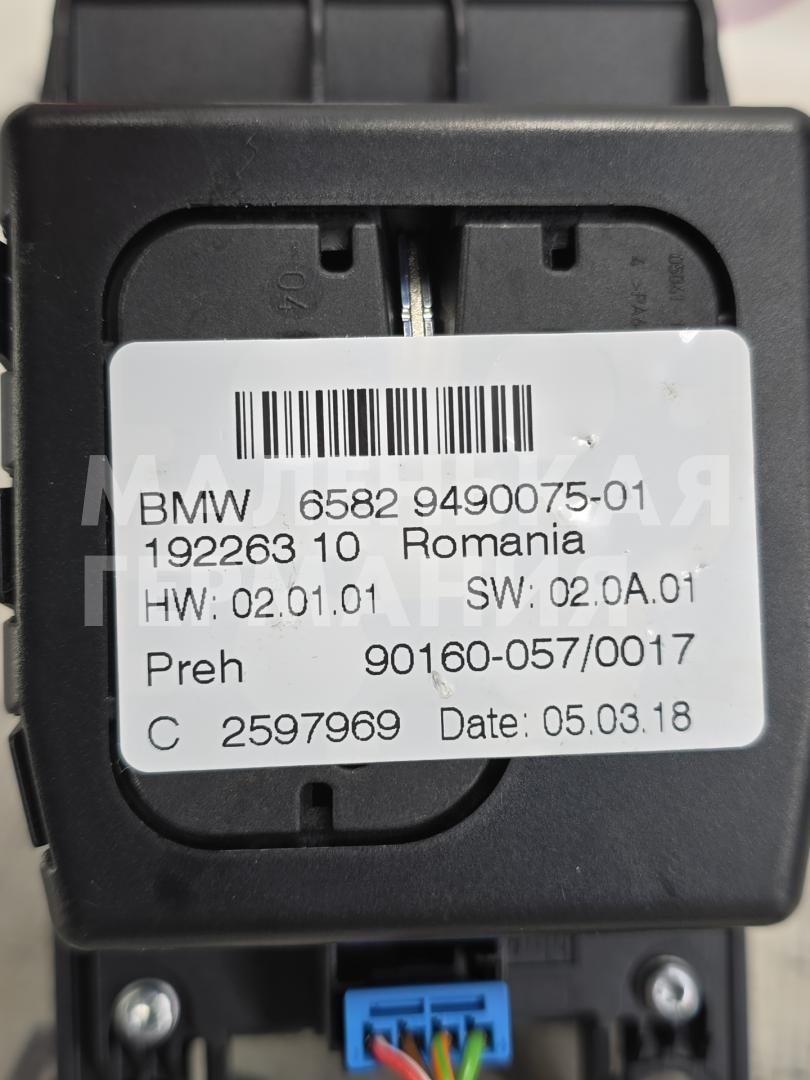 04
BMW 6582 9490075-01
192263 10 Romania
HW: 02.01.01 SW: 02.0A.01
Preh 90160-057/0017
C 2597969 Date: 05.03.18
МАЛЕНЬКАЯ
ГЕРМАНИЯ